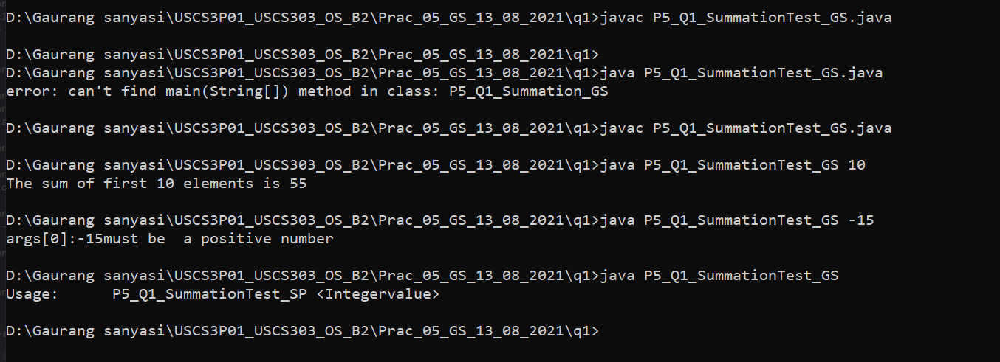 D:\Gaurang sanyasi\USCS3P01_USCS303_OS_B2\Prac_05_GS_13_08_2021\q1>javac P5_Q1_SummationTest_GS.java
D:\Gaurang sanyasi\USCS3P01_USCS303_OS_B2\Prac_05_GS_13_08_2021\q1>
D:\Gaurang sanyasi\USCS3P01_USCS303_OS_B2\Prac_05_GS_13_08_2021\q1>java P5_Q1_SummationTest_GS.java
error: can't find main(String[]) method in class: P5_Q1_Summation_GS
D:\Gaurang sanyasi\USCS3P01_USCS303_OS_B2\Prac_05_GS_13_08_2021\q1>javac P5_Q1_SummationTest_GS.java
D:\Gaurang sanyasi\USCS3P01_USCS303_OS_B2\Prac_05_GS_13_08_2021\q1>java P5_Q1_SummationTest_GS 10
The sum of first 10 elements is 55
D:\Gaurang sanyasi\USCS3P01_USCS303_OS_B2\Prac_05_GS_13_08_2021\q1>java P5_Q1_SummationTest_GS -15
args[0]:-15must be  a positive number
D:\Gaurang sanyasi\USCS3P01_USCS303_OS_B2\Prac_05_GS_13_08_2021\q1>java P5_Q1_SummationTest_GS
Usage:      P5_Q1_SummationTest_SP <Integervalue>
D:\Gaurang sanyasi\USCS3P01_USCS303_OS_B2\Prac_05_GS_13_08_2021\q1>